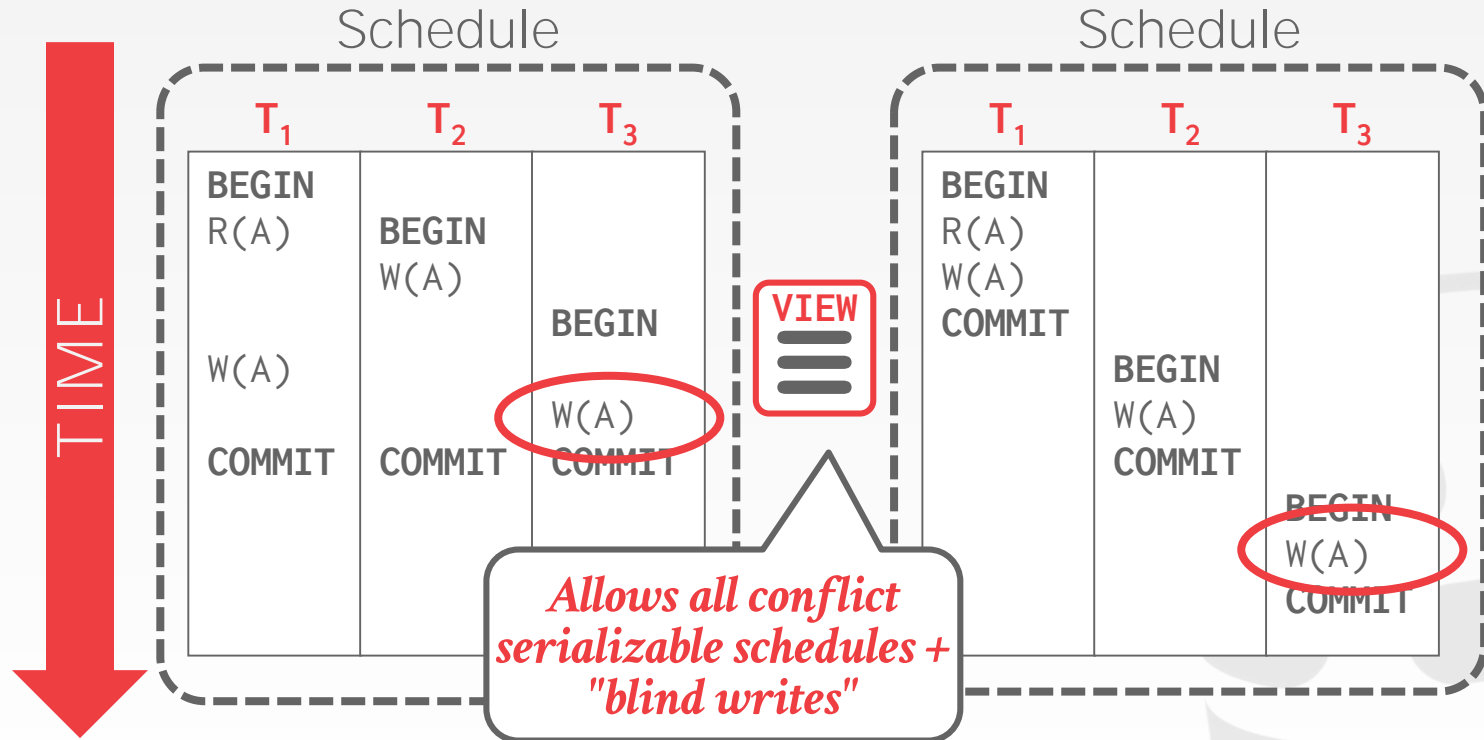 Schedule
Schedule
TIME
T₁ T₂ T₃
BEGIN
R(A) BEGIN
W(A)
BEGIN
W(A)
W(A)
COMMIT COMMIT COMMIT
VIEW
T₁ T₂ T₃
BEGIN
R(A)
W(A)
COMMIT
BEGIN
W(A)
COMMIT
BEGIN
W(A)
COMMIT
Allows all conflict
serializable schedules +
"blind writes"